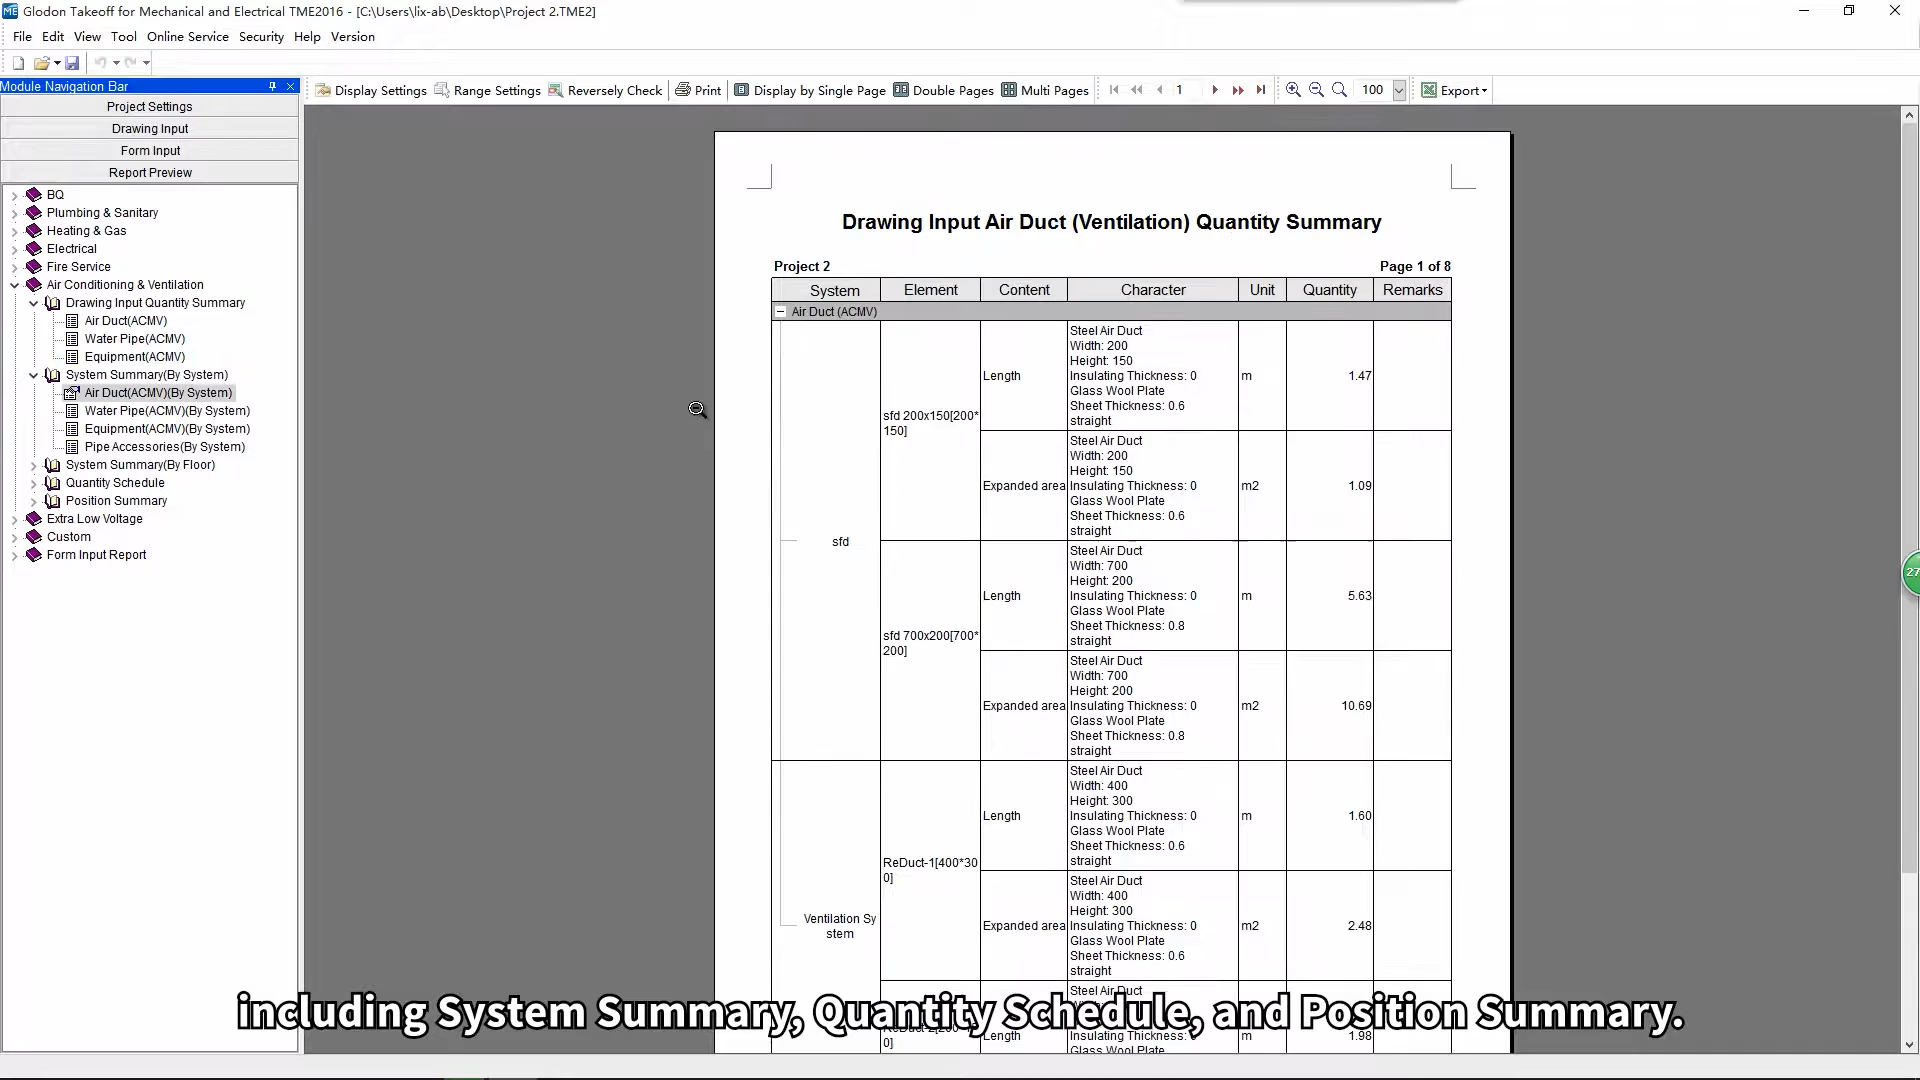 Glodon Takeoff for Mechanical and Electrical TME2016 - [C:\Users\lix-ab\Desktop\Project 2.TME2]
File Edit View Tool Online Service Security Help Version
Module Navigation Bar
Display Settings Range Settings Reversely Check Print Display by Single Page Double Pages Multi Pages 1 100 Export
Project Settings
Drawing Input
Form Input
Report Preview
BQ
Plumbing & Sanitary
Heating & Gas
Electrical
Fire Service
Air Conditioning & Ventilation
Drawing Input Quantity Summary
Air Duct(ACMV)
Water Pipe(ACMV)
Equipment(ACMV)
System Summary(By System)
Air Duct(ACMV)(By System)
Water Pipe(ACMV)(By System)
Equipment(ACMV)(By System)
Pipe Accessories(By System)
System Summary(By Floor)
Quantity Schedule
Position Summary
Extra Low Voltage
Custom
Form Input Report
Drawing Input Air Duct (Ventilation) Quantity Summary
Project 2 Page 1 of 8
System Element Content Character Unit Quantity Remarks
Air Duct (ACMV)
sfd
sfd 200x150[200*
150]
Length
Steel Air Duct
Width: 200
Height: 150
Insulating Thickness: 0
Glass Wool Plate
Sheet Thickness: 0.6
straight
m 1.47
Expanded area
Steel Air Duct
Width: 200
Height: 150
Insulating Thickness: 0
Glass Wool Plate
Sheet Thickness: 0.6
straight
m2 1.09
sfd 700x200[700*
200]
Length
Steel Air Duct
Width: 700
Height: 200
Insulating Thickness: 0
Glass Wool Plate
Sheet Thickness: 0.8
straight
m 5.63
Expanded area
Steel Air Duct
Width: 700
Height: 200
Insulating Thickness: 0
Glass Wool Plate
Sheet Thickness: 0.8
straight
m2 10.69
Ventilation Sy
stem
ReDuct-1[400*30
0]
Length
Steel Air Duct
Width: 400
Height: 300
Insulating Thickness: 0
Glass Wool Plate
Sheet Thickness: 0.6
straight
m 1.60
Expanded area
Steel Air Duct
Width: 400
Height: 300
Insulating Thickness: 0
Glass Wool Plate
Sheet Thickness: 0.6
straight
m2 2.48
0]
Length
Steel Air Duct
m 1.98
Glass Wool Plate
27
including System Summary, Quantity Schedule, and Position Summary.